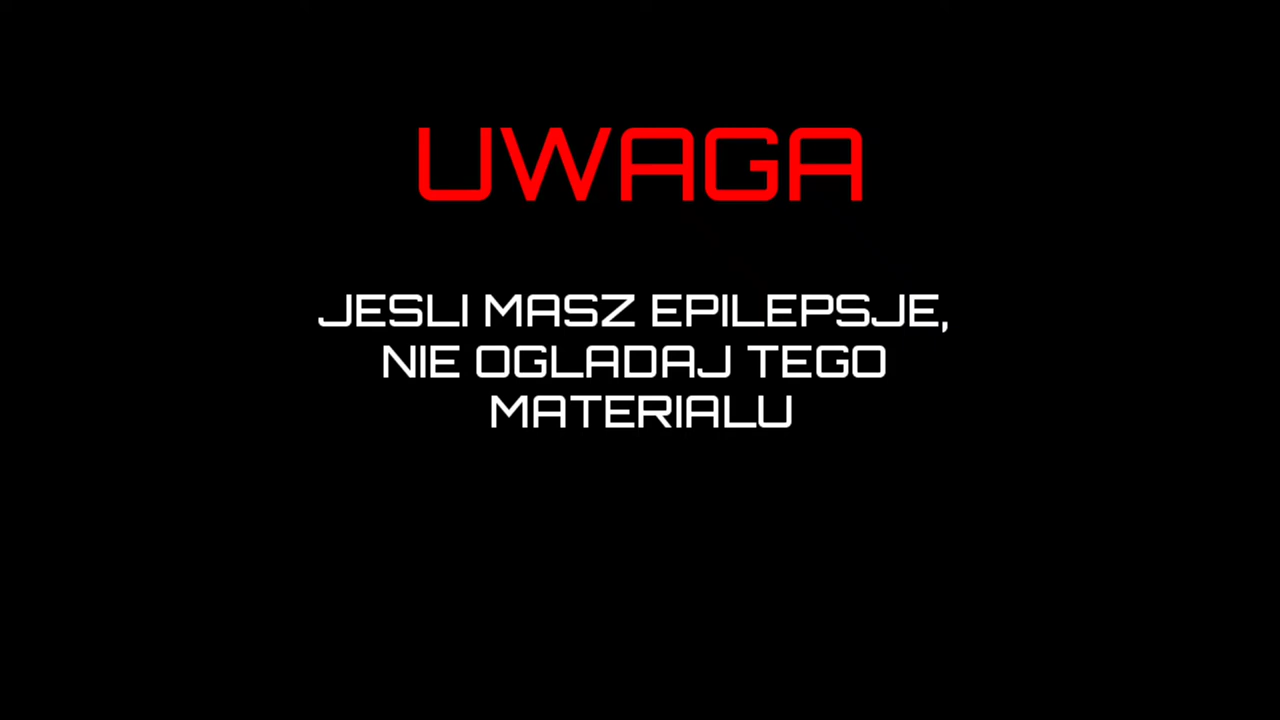 UWAGA
JESLI MASZ EPILEPSJE,
NIE OGLADAJ TEGO
MATERIALU